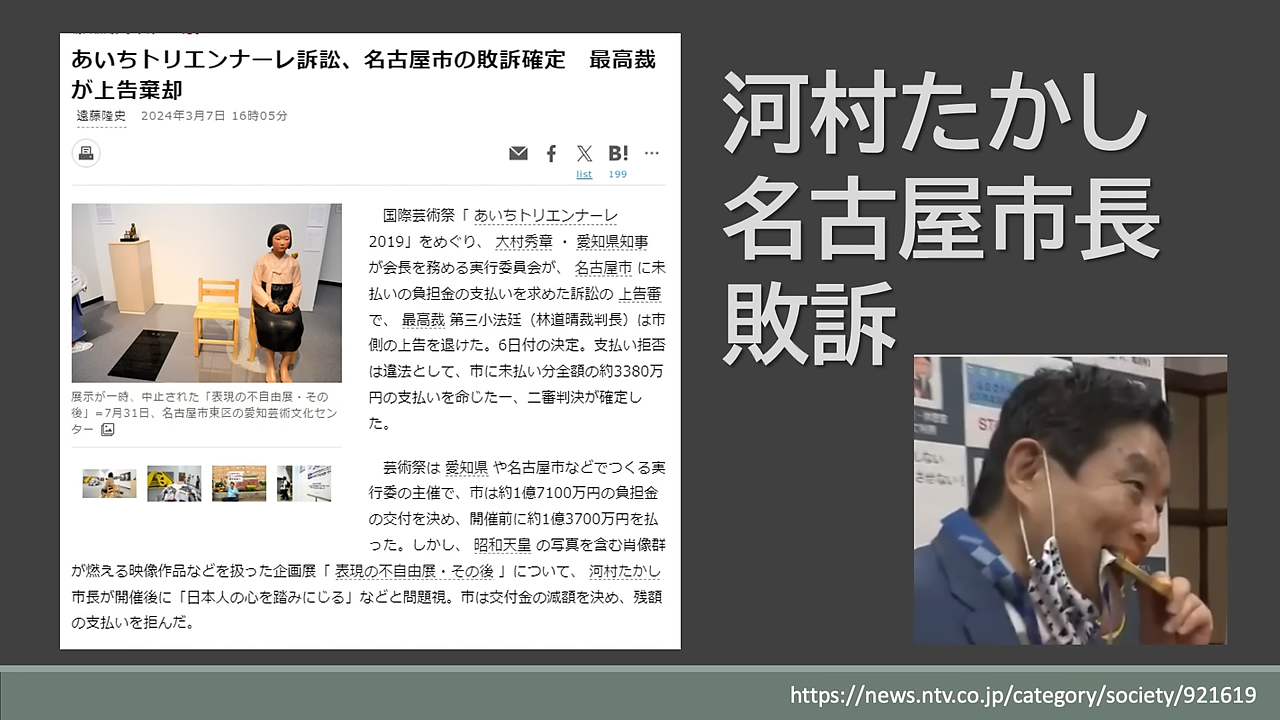 あいちトリエンナーレ訴訟、名古屋市の敗訴確定　最高裁
が上告棄却
遠藤隆史　2024年3月7日 16時05分
list
B!
199
国際芸術祭「あいちトリエンナーレ
2019」をめぐり、大村秀章・愛知県知事
が会長を務める実行委員会が、名古屋市に未
払いの負担金の支払いを求めた訴訟の上告審
で、最高裁第三小法廷（林道晴裁判長）は市
側の上告を退けた。6日付の決定。支払い拒否
は違法として、市に未払い分全額の約3380万
円の支払いを命じた一、二審判決が確定し
た。
展示が一時、中止された「表現の不自由展・その
後」＝7月31日、名古屋市東区の愛知芸術文化セン
ター
芸術祭は愛知県や名古屋市などでつくる実
行委の主催で、市は約1億7100万円の負担金
の交付を決め、開催前に約1億3700万円を払
った。しかし、昭和天皇の写真を含む肖像群
が燃える映像作品などを扱った企画展「表現の不自由展・その後」について、河村たかし
市長が開催後に「日本人の心を踏みにじる」などと問題視。市は交付金の減額を決め、残額
の支払いを拒んだ。
河村たかし
名古屋市長
敗訴
https://news.ntv.co.jp/category/society/921619